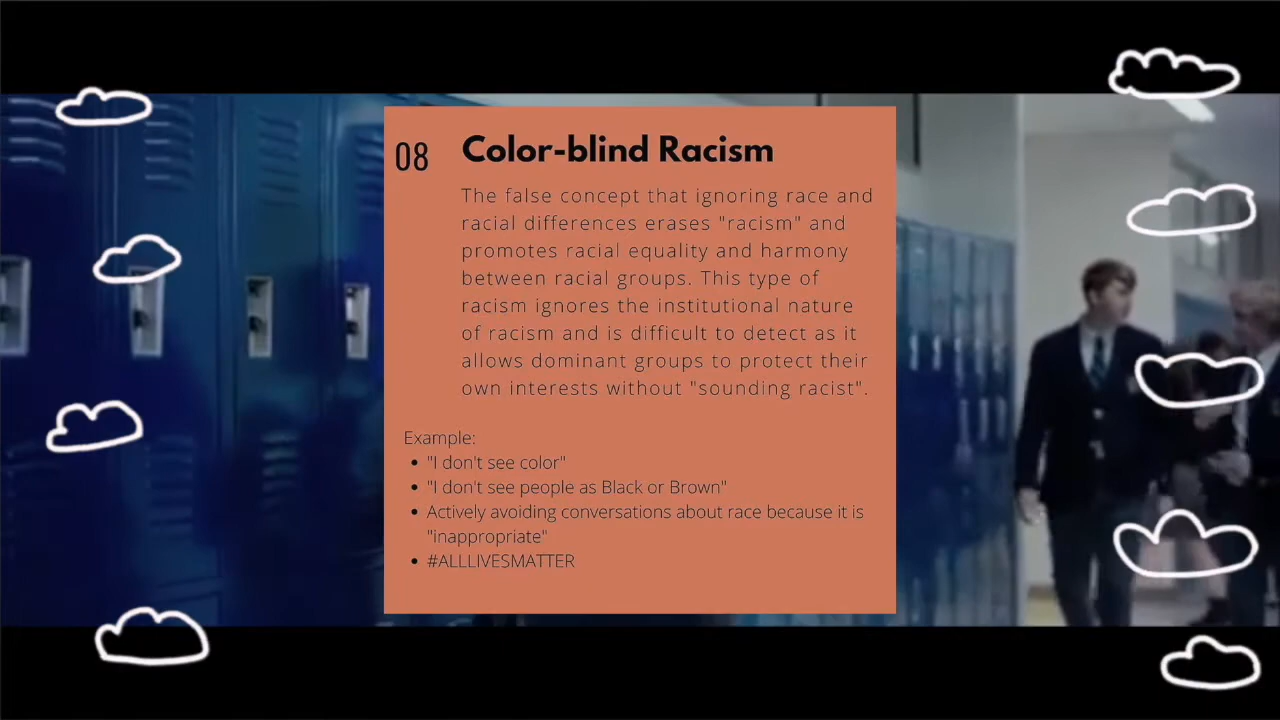 08
Color-blind Racism
The false concept that ignoring race and
racial differences erases "racism" and
promotes racial equality and harmony
between racial groups. This type of
racism ignores the institutional nature
of racism and is difficult to detect as it
allows dominant groups to protect their
own interests without "sounding racist".
Example:
• "I don't see color"
• "I don't see people as Black or Brown"
• Actively avoiding conversations about race because it is
"inappropriate"
• #ALLLIVESMATTER